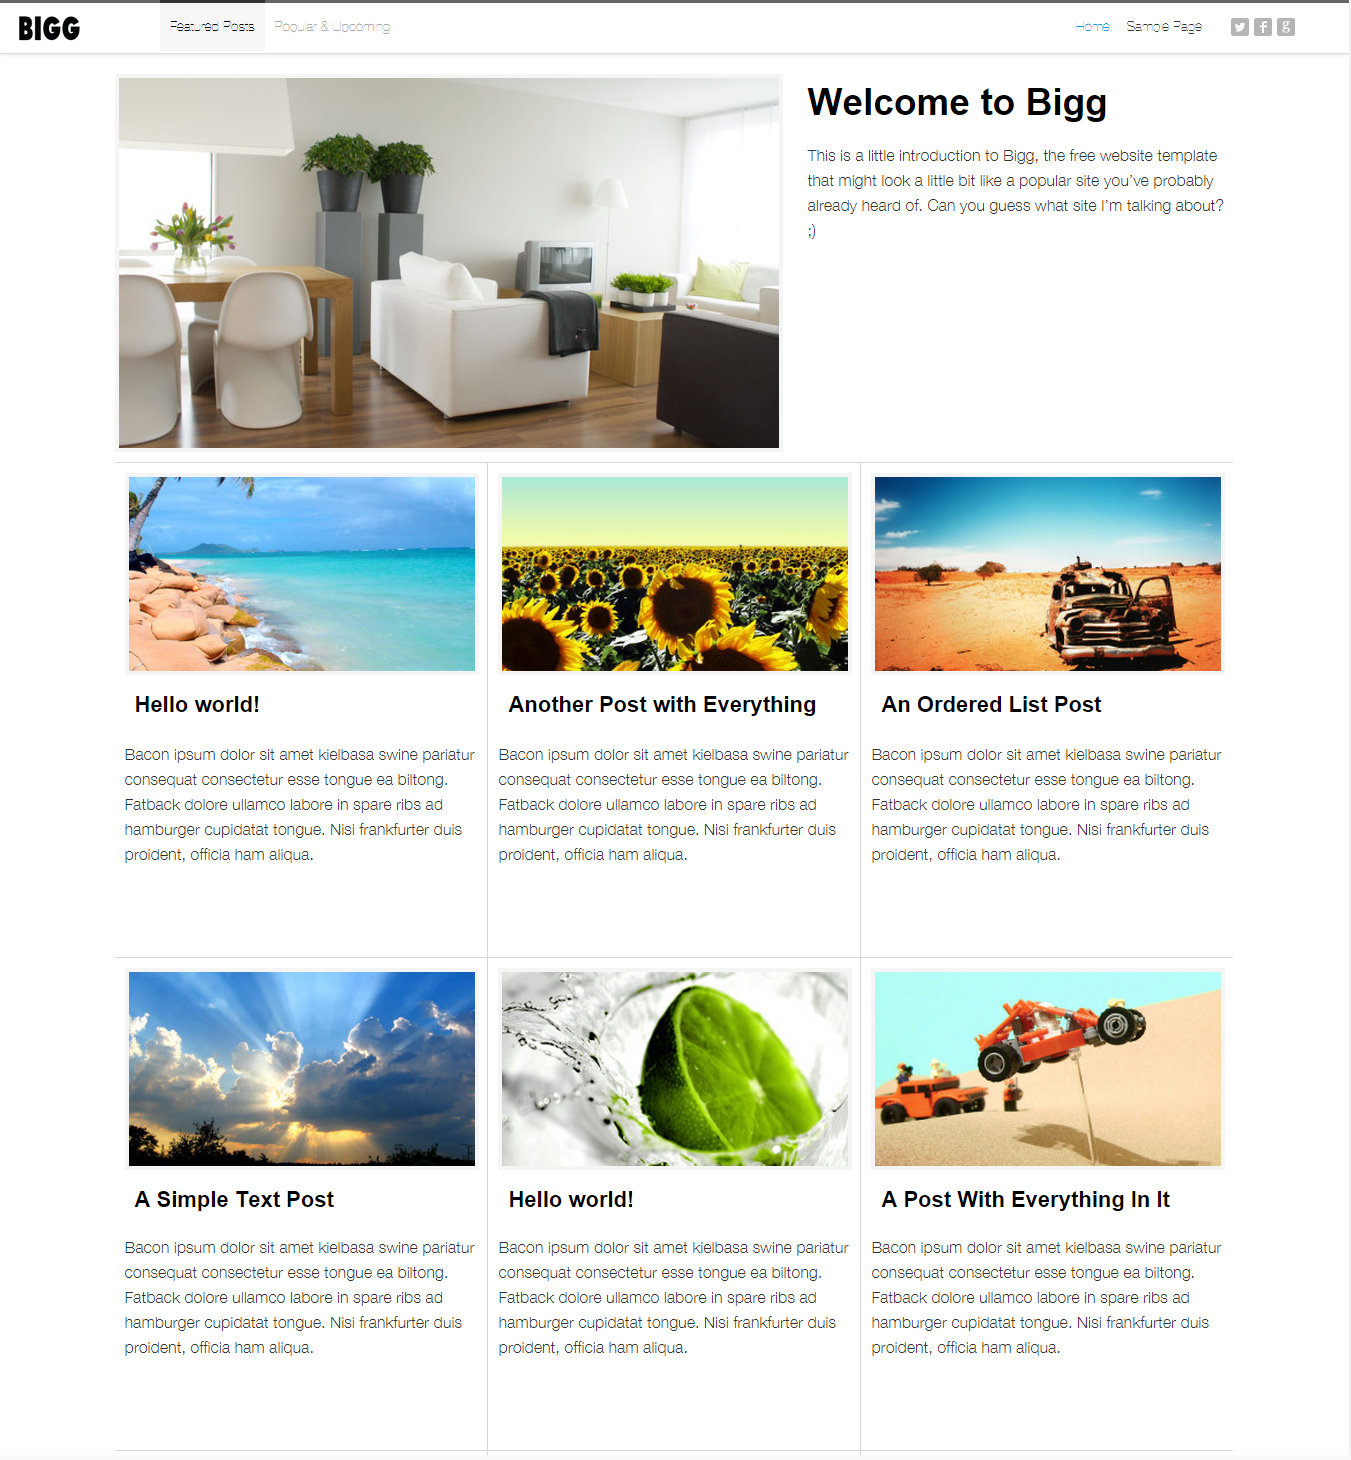 BIGG
Featured Posts
Popular & Upcoming
Home
Sample Page
Welcome to Bigg
This is a little introduction to Bigg, the free website template
that might look a little bit like a popular site you've probably
already heard of. Can you guess what site I'm talking about?
;)
Hello world!
Bacon ipsum dolor sit amet kielbasa swine pariatur
consequat consectetur esse tongue ea biltong.
Fatback dolore ullamco labore in spare ribs ad
hamburger cupidatat tongue. Nisi frankfurter duis
proident, officia ham aliqua.
Another Post with Everything
Bacon ipsum dolor sit amet kielbasa swine pariatur
consequat consectetur esse tongue ea biltong.
Fatback dolore ullamco labore in spare ribs ad
hamburger cupidatat tongue. Nisi frankfurter duis
proident, officia ham aliqua.
An Ordered List Post
Bacon ipsum dolor sit amet kielbasa swine pariatur
consequat consectetur esse tongue ea biltong.
Fatback dolore ullamco labore in spare ribs ad
hamburger cupidatat tongue. Nisi frankfurter duis
proident, officia ham aliqua.
A Simple Text Post
Bacon ipsum dolor sit amet kielbasa swine pariatur
consequat consectetur esse tongue ea biltong.
Fatback dolore ullamco labore in spare ribs ad
hamburger cupidatat tongue. Nisi frankfurter duis
proident, officia ham aliqua.
Hello world!
Bacon ipsum dolor sit amet kielbasa swine pariatur
consequat consectetur esse tongue ea biltong.
Fatback dolore ullamco labore in spare ribs ad
hamburger cupidatat tongue. Nisi frankfurter duis
proident, officia ham aliqua.
A Post With Everything In It
Bacon ipsum dolor sit amet kielbasa swine pariatur
consequat consectetur esse tongue ea biltong.
Fatback dolore ullamco labore in spare ribs ad
hamburger cupidatat tongue. Nisi frankfurter duis
proident, officia ham aliqua.